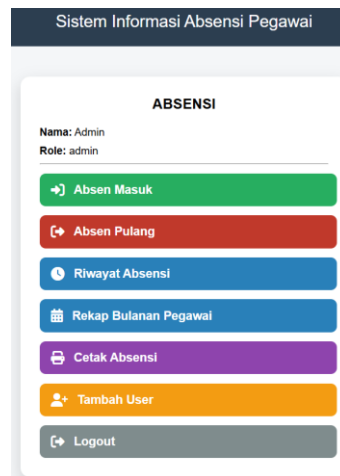 Sistem Informasi Absensi Pegawai
ABSENSI
Nama: Admin
Role: admin
Absen Masuk
Absen Pulang
Riwayat Absensi
Rekap Bulanan Pegawai
Cetak Absensi
Tambah User
Logout